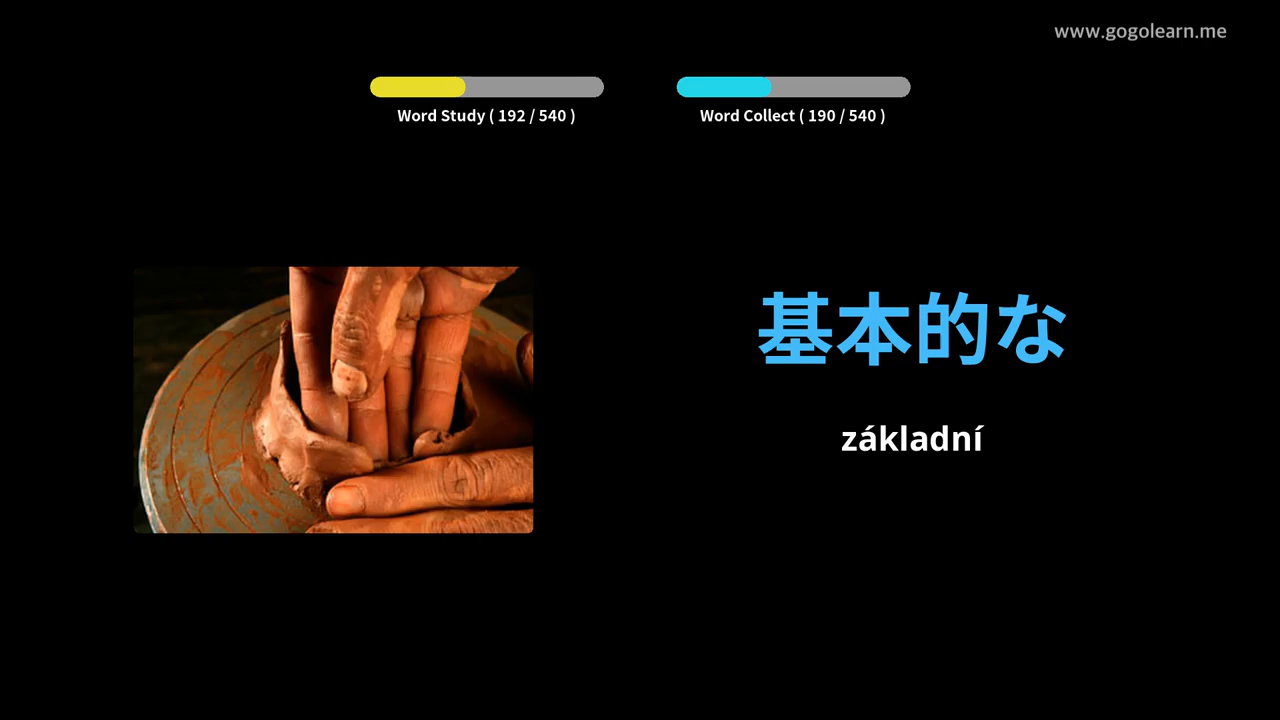 www.gogolearn.me
Word Study ( 192 / 540 )
Word Collect ( 190 / 540 )
基本的な
základní